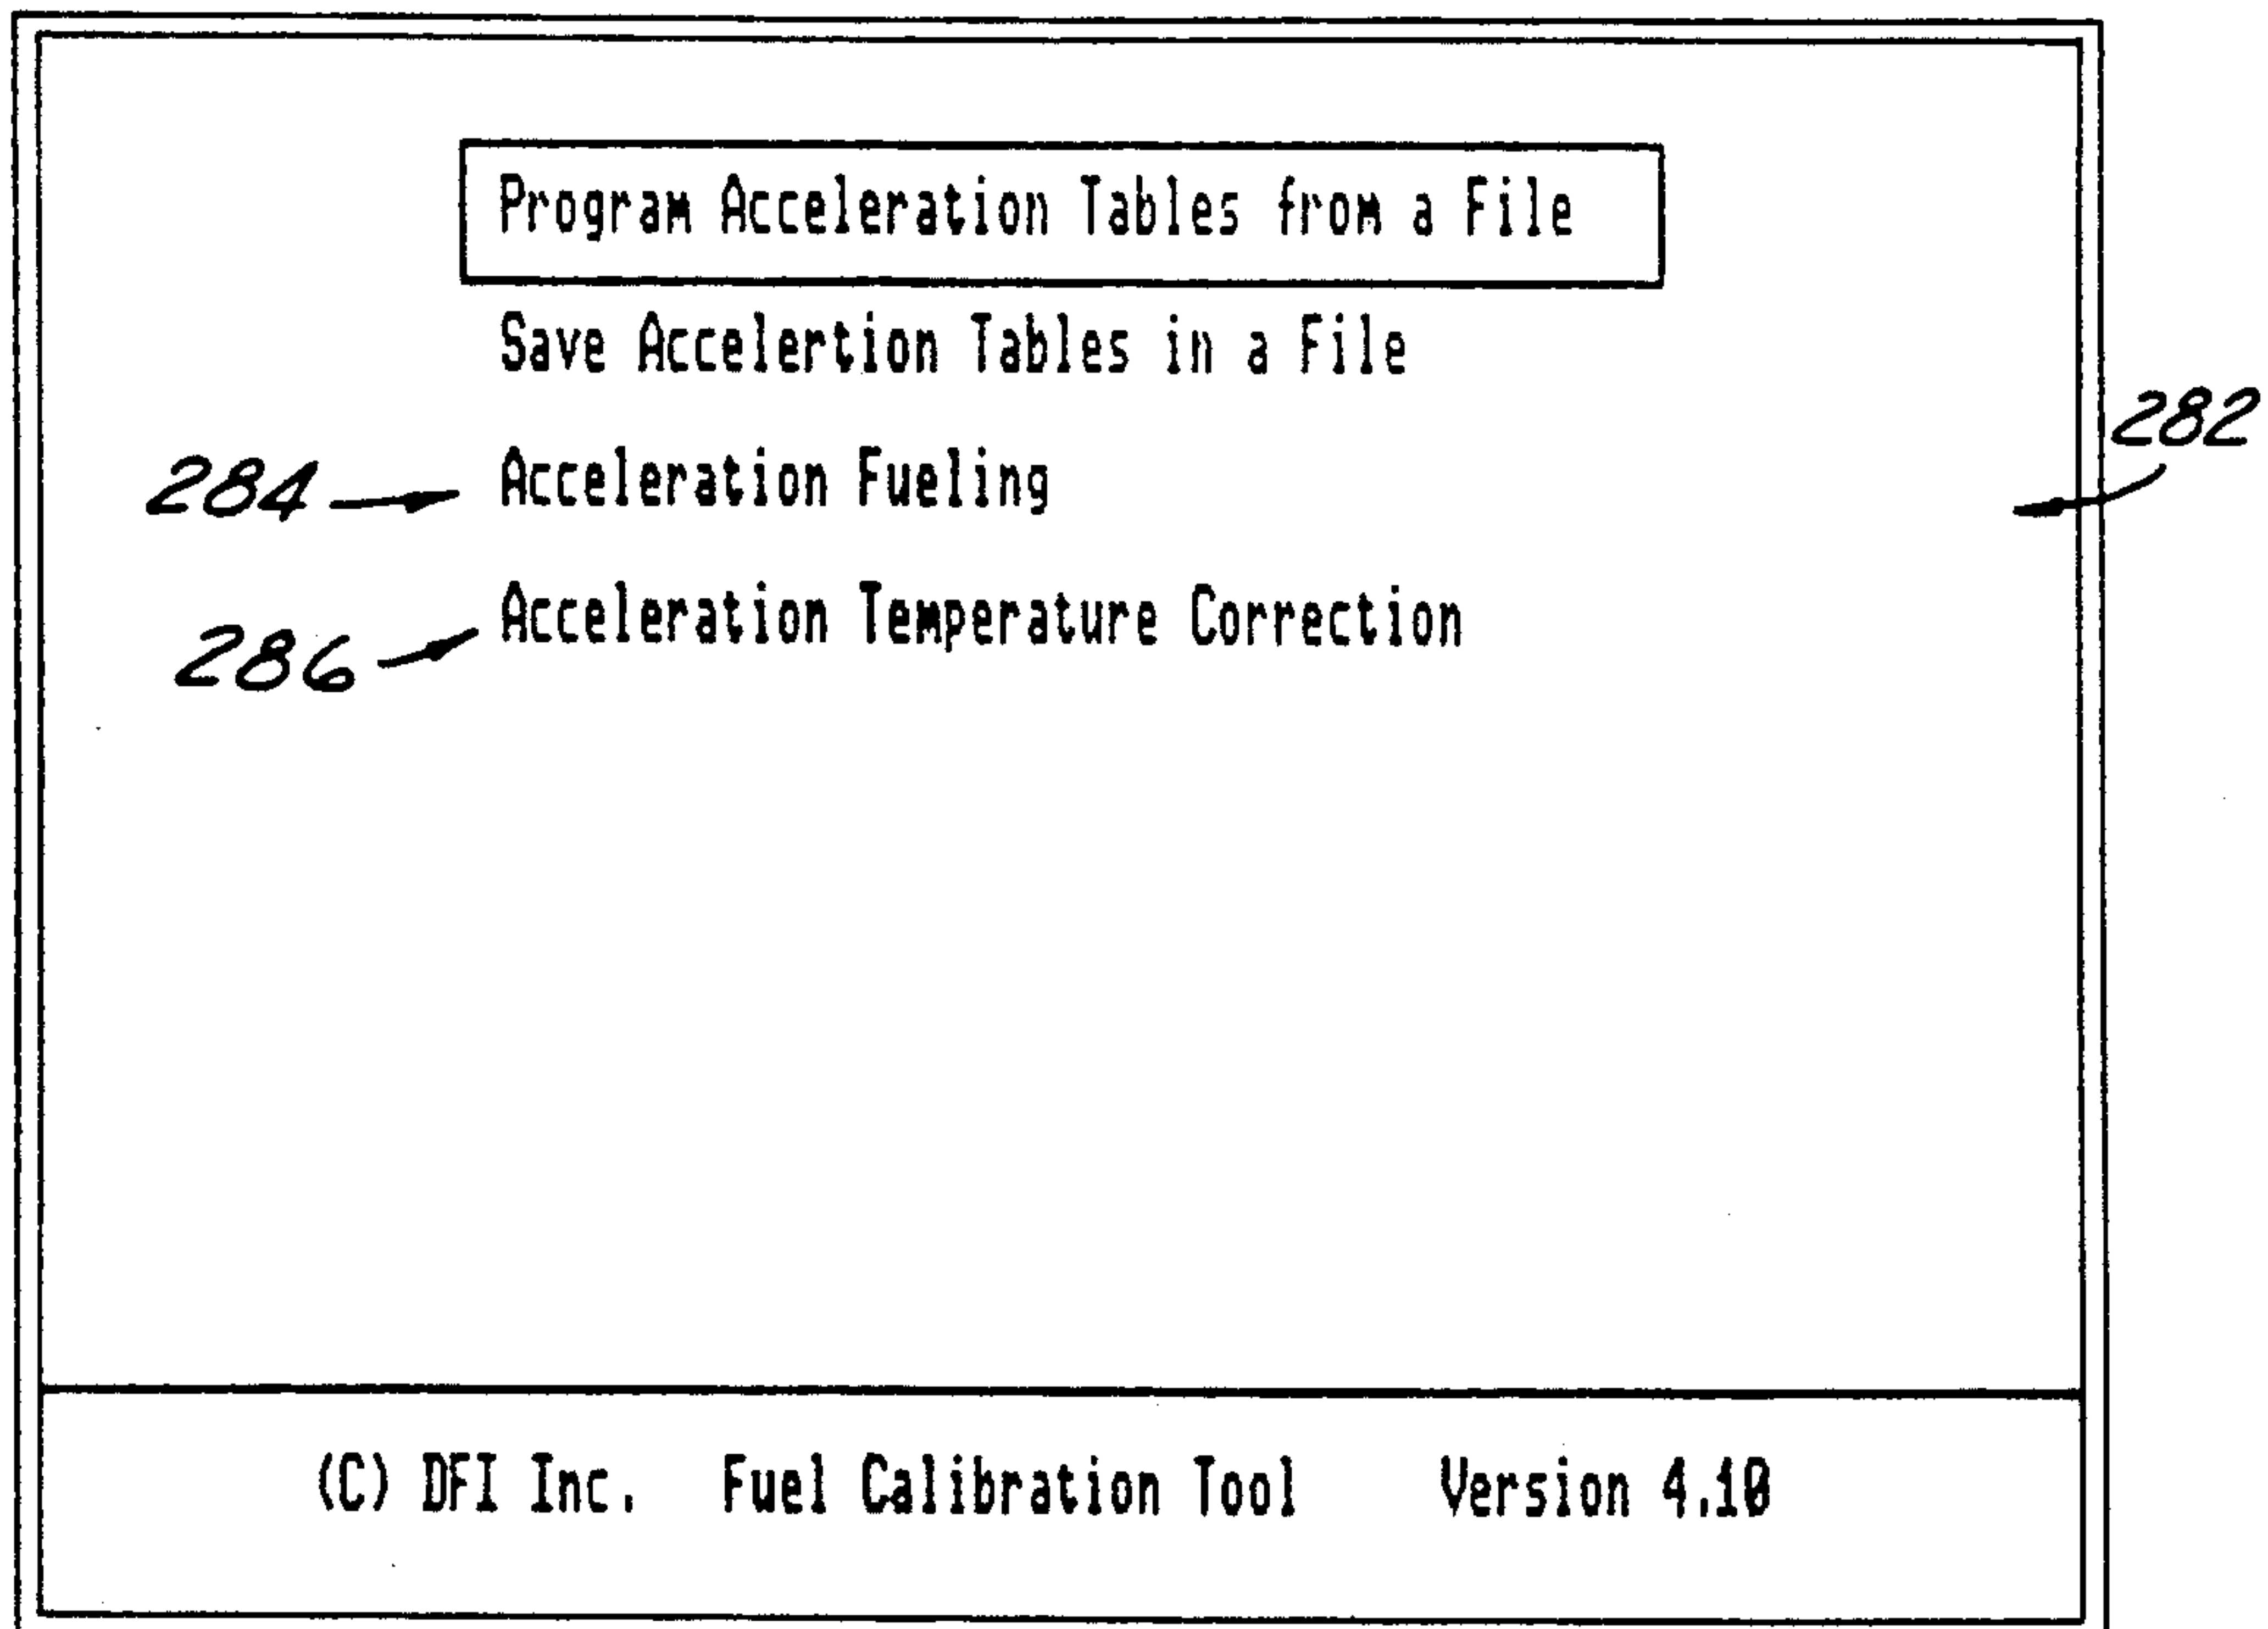 Program Acceleration Tables from a File
Save Accelertion Tables in a File
282
284 Acceleration Fueling
286 Acceleration Temperature Correction
(C) DFI Inc. Fuel Calibration Tool Version 4.10